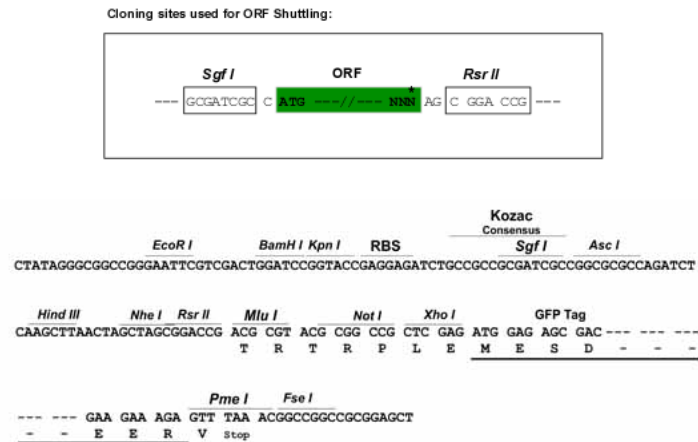 Cloning sites used for ORF Shuttling:
Sgf I ORF Rsr II
--- GCGATCGC C ATG ---//--- NNN* AG C GGA CCG ---
Kozac
Consensus
EcoR I BamH I Kpn I RBS Sgf I Asc I
CTATAGGGCGGCCGGGAATTCGTCGACTGGATCCGGTACCGAGGAGATCTGCCGCCGCGATCGCCGGCGCGCCAGATCT
Hind III Nhe I Rsr II Mlu I Not I Xho I GFP Tag
CAAGCTTAACTAGCTAGCGGACCG ACG CGT ACG CGG CCG CTC GAG ATG GAG AGC GAC --- --- ---
T R T R P L E M E S D - - -
Pme I Fse I
--- --- GAA GAA AGA GTT TAA ACGGCCGGCCGCGGAGCT
- - E E R V Stop